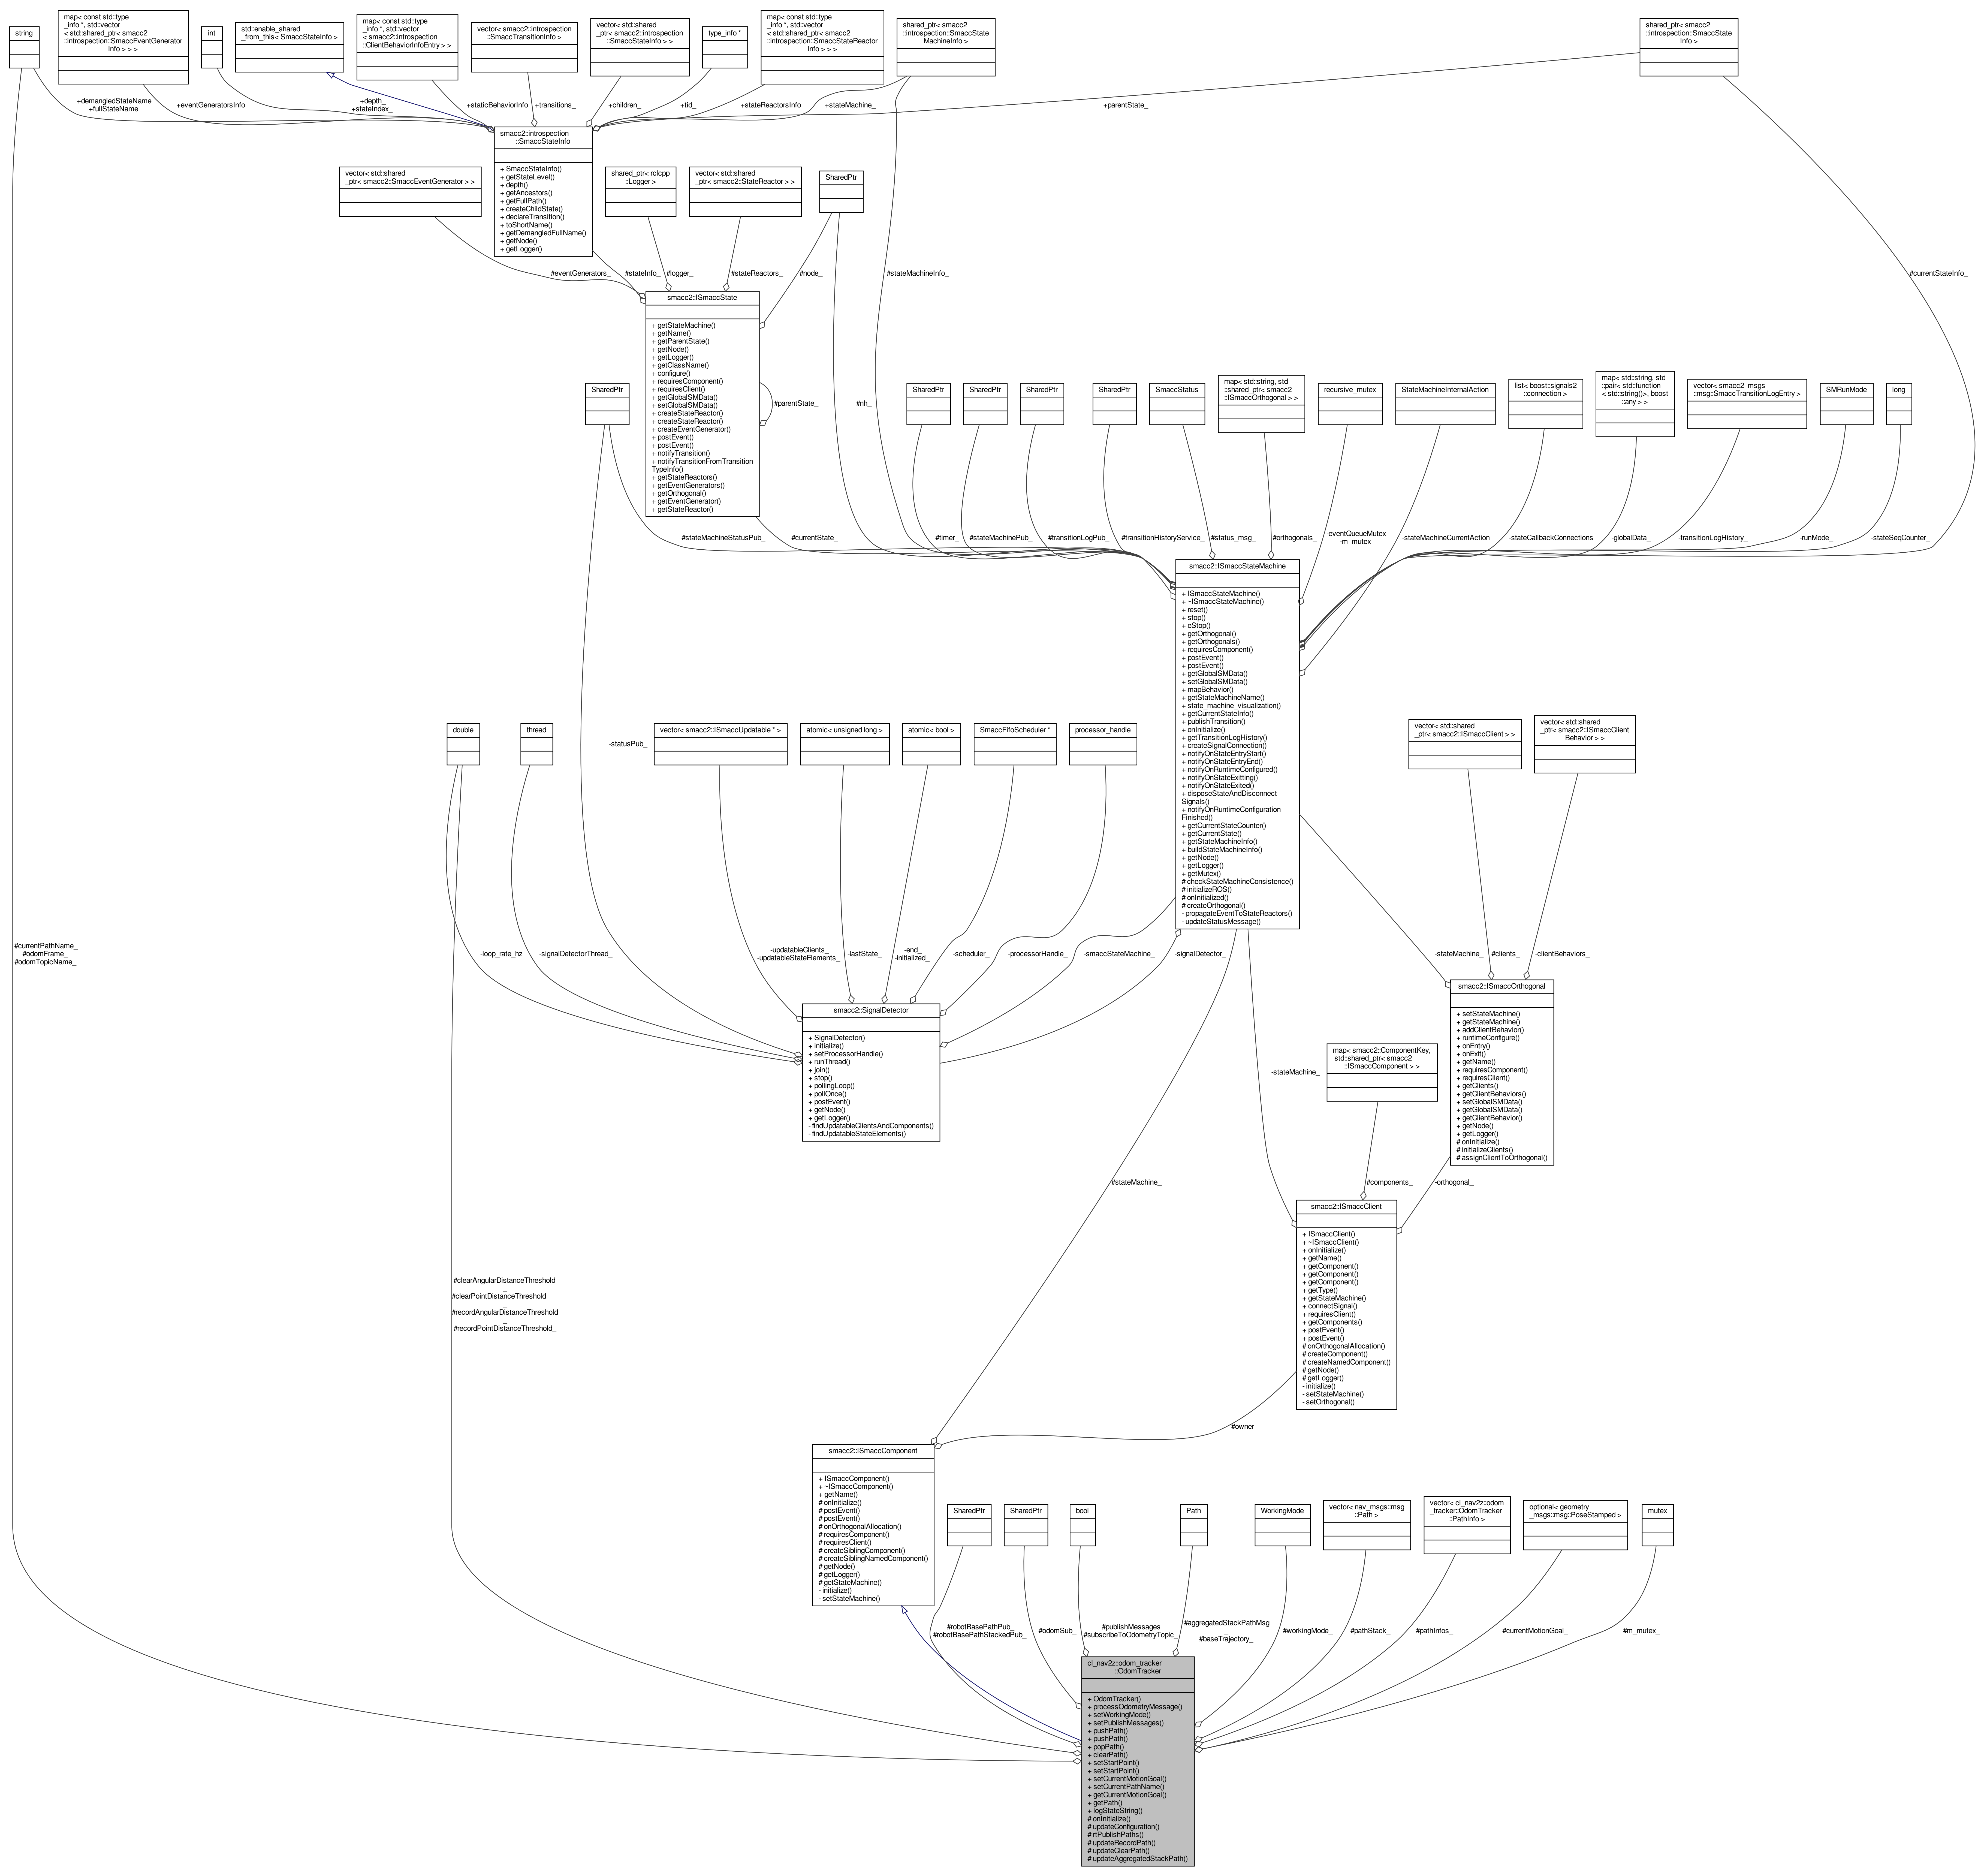 string
map< const std::type
_info *, std::vector
< std::shared_ptr< smacc2
::introspection::SmaccEventGenerator
Info > > >
int
std::enable_shared
_from_this< SmaccStateInfo >
map< const std::type
_info *, std::vector
< smacc2::introspection
::ClientBehaviorInfoEntry > >
vector< smacc2::introspection
::SmaccTransitionInfo >
vector< std::shared
_ptr< smacc2::introspection
::SmaccStateInfo > >
type_info *
map< const std::type
_info *, std::vector
< std::shared_ptr< smacc2
::introspection::SmaccStateReactor
Info > > >
shared_ptr< smacc2
::introspection::SmaccState
MachineInfo >
shared_ptr< smacc2
::introspection::SmaccState
Info >
+demangledStateName
+fullStateName
+eventGeneratorsInfo
+depth_
+stateIndex_
+staticBehaviorInfo
+transitions_
+children_
+tid_
+stateReactorsInfo
+stateMachine_
+parentState_
smacc2::introspection
::SmaccStateInfo
+ SmaccStateInfo()
+ getStateLevel()
+ depth()
+ getAncestors()
+ getFullPath()
+ createChildState()
+ declareTransition()
+ toShortName()
+ getDemangledFullName()
+ getNode()
+ getLogger()
vector< std::shared
_ptr< smacc2::SmaccEventGenerator > >
shared_ptr< rclcpp
::Logger >
vector< std::shared
_ptr< smacc2::StateReactor > >
SharedPtr
#eventGenerators_
#stateInfo_
#logger_
#stateReactors_
#node_
#stateMachineInfo_
#currentStateInfo_
smacc2::ISmaccState
+ getStateMachine()
+ getName()
+ getParentState()
+ getNode()
+ getLogger()
+ getClassName()
+ configure()
+ requiresComponent()
+ requiresClient()
+ getGlobalSMData()
+ setGlobalSMData()
+ createStateReactor()
+ createStateReactor()
+ createEventGenerator()
+ postEvent()
+ postEvent()
+ notifyTransition()
+ notifyTransitionFromTransition
TypeInfo()
+ getStateReactors()
+ getEventGenerators()
+ getOrthogonal()
+ getEventGenerator()
+ getStateReactor()
#parentState_
#nh_
SharedPtr
SharedPtr
SharedPtr
SharedPtr
SharedPtr
SmaccStatus
map< std::string, std
::shared_ptr< smacc2
::ISmaccOrthogonal > >
recursive_mutex
StateMachineInternalAction
list< boost::signals2
::connection >
map< std::string, std
::pair< std::function
< std::string()>, boost
::any > >
vector< smacc2_msgs
::msg::SmaccTransitionLogEntry >
SMRunMode
long
#stateMachineStatusPub_
#currentState_
#timer_
#stateMachinePub_
#transitionLogPub_
#transitionHistoryService_
#status_msg_
#orthogonals_
-eventQueueMutex_
-m_mutex_
-stateMachineCurrentAction
-stateCallbackConnections
-globalData_
-transitionLogHistory_
-runMode_
-stateSeqCounter_
smacc2::ISmaccStateMachine
+ ISmaccStateMachine()
+ ~ISmaccStateMachine()
+ reset()
+ stop()
+ eStop()
+ getOrthogonal()
+ getOrthogonals()
+ requiresComponent()
+ postEvent()
+ postEvent()
+ getGlobalSMData()
+ setGlobalSMData()
+ mapBehavior()
+ getStateMachineName()
+ state_machine_visualization()
+ getCurrentStateInfo()
+ publishTransition()
+ onInitialize()
+ getTransitionLogHistory()
+ createSignalConnection()
+ notifyOnStateEntryStart()
+ notifyOnStateEntryEnd()
+ notifyOnRuntimeConfigured()
+ notifyOnStateExitting()
+ notifyOnStateExited()
+ disposeStateAndDisconnect
Signals()
+ notifyOnRuntimeConfiguration
Finished()
+ getCurrentStateCounter()
+ getCurrentState()
+ getStateMachineInfo()
+ buildStateMachineInfo()
+ getNode()
+ getLogger()
+ getMutex()
# checkStateMachineConsistence()
# initializeROS()
# onInitialized()
# createOrthogonal()
- propagateEventToStateReactors()
- updateStatusMessage()
double
thread
-statusPub_
vector< smacc2::ISmaccUpdatable * >
atomic< unsigned long >
atomic< bool >
SmaccFifoScheduler *
processor_handle
vector< std::shared
_ptr< smacc2::ISmaccClient > >
vector< std::shared
_ptr< smacc2::ISmaccClient
Behavior > >
#currentPathName_
#odomFrame_
#odomTopicName_
-loop_rate_hz
-signalDetectorThread_
-updatableClients_
-updatableStateElements_
-lastState_
-end_
-initialized_
-scheduler_
-processorHandle_
-smaccStateMachine_
-signalDetector_
-stateMachine_
#clients_
-clientBehaviors_
smacc2::SignalDetector
+ SignalDetector()
+ initialize()
+ setProcessorHandle()
+ runThread()
+ join()
+ stop()
+ pollingLoop()
+ pollOnce()
+ postEvent()
+ getNode()
+ getLogger()
- findUpdatableClientsAndComponents()
- findUpdatableStateElements()
smacc2::ISmaccOrthogonal
+ setStateMachine()
+ getStateMachine()
+ addClientBehavior()
+ runtimeConfigure()
+ onEntry()
+ onExit()
+ getName()
+ requiresComponent()
+ requiresClient()
+ getClients()
+ getClientBehaviors()
+ setGlobalSMData()
+ getGlobalSMData()
+ getClientBehavior()
+ getNode()
+ getLogger()
# onInitialize()
# initializeClients()
# assignClientToOrthogonal()
map< smacc2::ComponentKey,
std::shared_ptr< smacc2
::ISmaccComponent > >
-stateMachine_
#stateMachine_
#components_
-orthogonal_
smacc2::ISmaccClient
+ ISmaccClient()
+ ~ISmaccClient()
+ onInitialize()
+ getName()
+ getComponent()
+ getComponent()
+ getComponent()
+ getType()
+ getStateMachine()
+ connectSignal()
+ requiresClient()
+ getComponents()
+ postEvent()
+ postEvent()
# onOrthogonalAllocation()
# createComponent()
# createNamedComponent()
# getNode()
# getLogger()
- initialize()
- setStateMachine()
- setOrthogonal()
#clearAngularDistanceThreshold
_
#clearPointDistanceThreshold
_
#recordAngularDistanceThreshold
_
#recordPointDistanceThreshold_
#owner_
smacc2::ISmaccComponent
+ ISmaccComponent()
+ ~ISmaccComponent()
+ getName()
# onInitialize()
# postEvent()
# postEvent()
# onOrthogonalAllocation()
# requiresComponent()
# requiresClient()
# createSiblingComponent()
# createSiblingNamedComponent()
# getNode()
# getLogger()
# getStateMachine()
- initialize()
- setStateMachine()
SharedPtr
SharedPtr
bool
Path
WorkingMode
vector< nav_msgs::msg
::Path >
vector< cl_nav2z::odom
_tracker::OdomTracker
::PathInfo >
optional< geometry
_msgs::msg::PoseStamped >
mutex
#robotBasePathPub_
#robotBasePathStackedPub_
#odomSub_
#publishMessages
#subscribeToOdometryTopic_
#aggregatedStackPathMsg
_
#baseTrajectory_
#workingMode_
#pathStack_
#pathInfos_
#currentMotionGoal_
#m_mutex_
cl_nav2z::odom_tracker
::OdomTracker
+ OdomTracker()
+ processOdometryMessage()
+ setWorkingMode()
+ setPublishMessages()
+ pushPath()
+ pushPath()
+ popPath()
+ clearPath()
+ setStartPoint()
+ setStartPoint()
+ setCurrentMotionGoal()
+ setCurrentPathName()
+ getCurrentMotionGoal()
+ getPath()
+ logStateString()
# onInitialize()
# updateConfiguration()
# rtPublishPaths()
# updateRecordPath()
# updateClearPath()
# updateAggregatedStackPath()